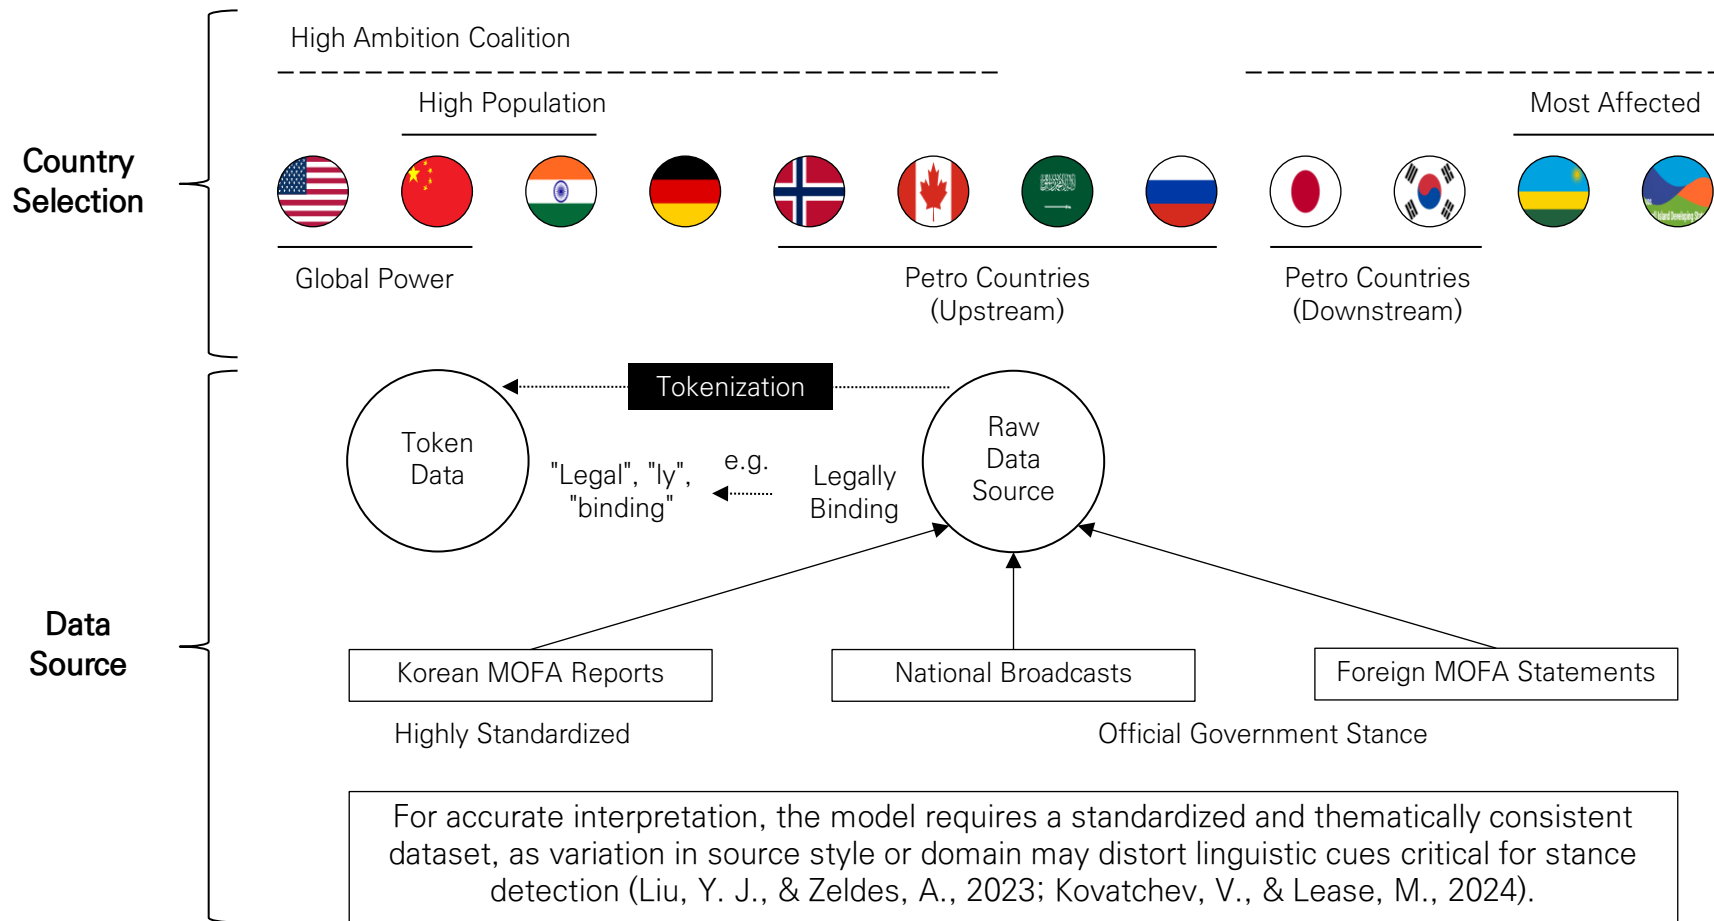 High Ambition Coalition
High Population
Most Affected
Country
Selection
Global Power
Petro Countries
(Upstream)
Petro Countries
(Downstream)
Tokenization
Token
Data
Raw
Data
Source
"Legal", "ly",
"binding"
e.g.
Legally
Binding
Data
Source
Korean MOFA Reports
National Broadcasts
Foreign MOFA Statements
Highly Standardized
Official Government Stance
For accurate interpretation, the model requires a standardized and thematically consistent
dataset, as variation in source style or domain may distort linguistic cues critical for stance
detection (Liu, Y. J., & Zeldes, A., 2023; Kovatchev, V., & Lease, M., 2024).